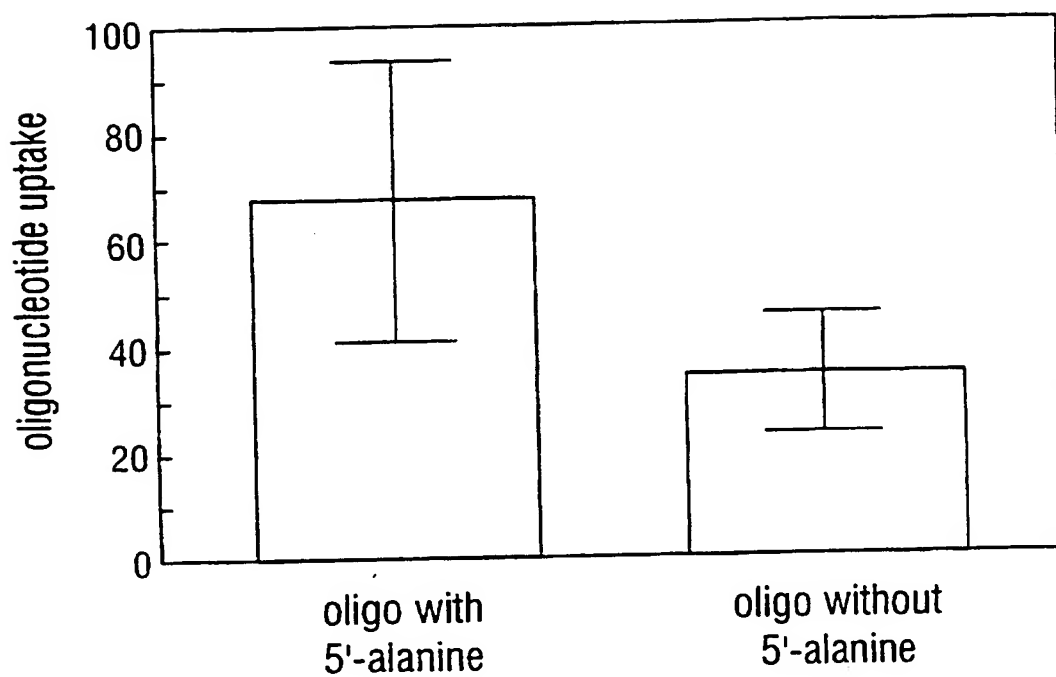 oligonucleotide uptake
100
80
60
40
20
0
oligo with
5'-alanine
oligo without
5'-alanine